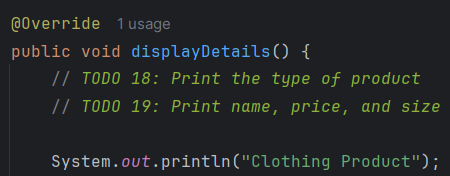 @Override 1 usage
public void displayDetails() {
// TODO 18: Print the type of product
// TODO 19: Print name, price, and size
System.out.println("Clothing Product");